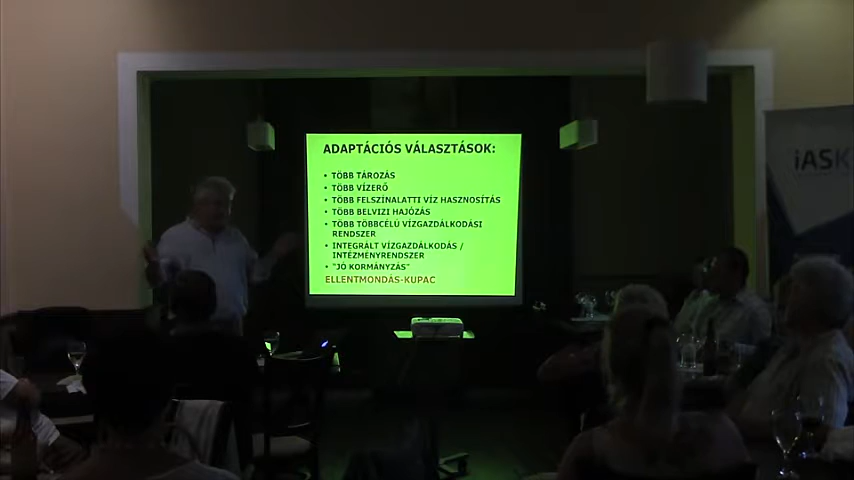 ADAPTÁCIÓS VÁLASZTÁSOK:
• TÖBB TÁROZÁS
• TÖBB VÍZERŐ
• TÖBB FELSZÍNALATTI VÍZ HASZNOSÍTÁS
• TÖBB BELVIZI HAJÓZÁS
• TÖBB TÖBBCÉLÚ VÍZGAZDÁLKODÁSI
RENDSZER
• INTEGRÁLT VÍZGAZDÁLKODÁS /
INTÉZMÉNYRENDSZER
• "JÓ KORMÁNYZÁS"
ELLENTMONDÁS-KUPAC
iASK